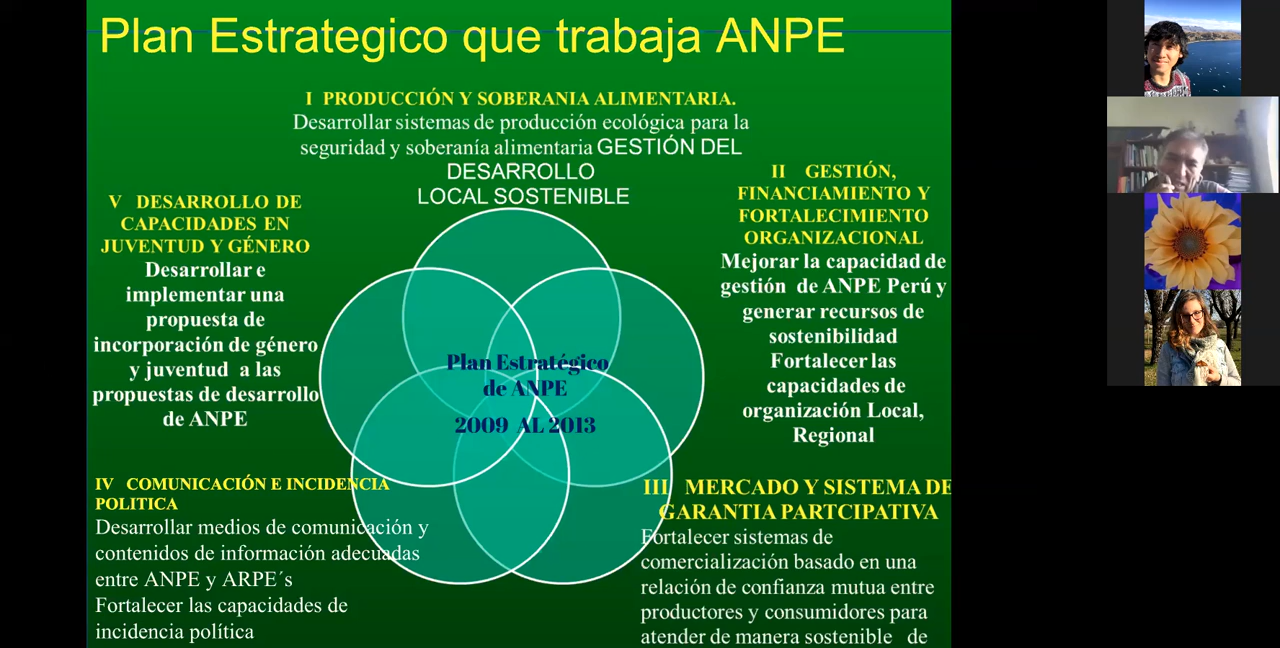 Plan Estrategico que trabaja ANPE
I PRODUCCIÓN Y SOBERANIA ALIMENTARIA.
Desarrollar sistemas de producción ecológica para la
seguridad y soberanía alimentaria GESTIÓN DEL
DESARROLLO
LOCAL SOSTENIBLE
II GESTIÓN,
FINANCIAMIENTO Y
FORTALECIMIENTO
ORGANIZACIONAL
Mejorar la capacidad de
gestión de ANPE Perú y
generar recursos de
sostenibilidad
Fortalecer las
capacidades de
organización Local,
Regional
V DESARROLLO DE
CAPACIDADES EN
JUVENTUD Y GÉNERO
Desarrollar e
implementar una
propuesta de
incorporación de género
y juventud a las
propuestas de desarrollo
de ANPE
Plan Estratégico
de ANPE
2009 AL 2013
IV COMUNICACIÓN E INCIDENCIA
POLITICA
Desarrollar medios de comunicación y
contenidos de información adecuadas
entre ANPE y ARPE´s
Fortalecer las capacidades de
incidencia política
III MERCADO Y SISTEMA DE
GARANTIA PARTCIPATIVA
Fortalecer sistemas de
comercialización basado en una
relación de confianza mutua entre
productores y consumidores para
atender de manera sostenible de